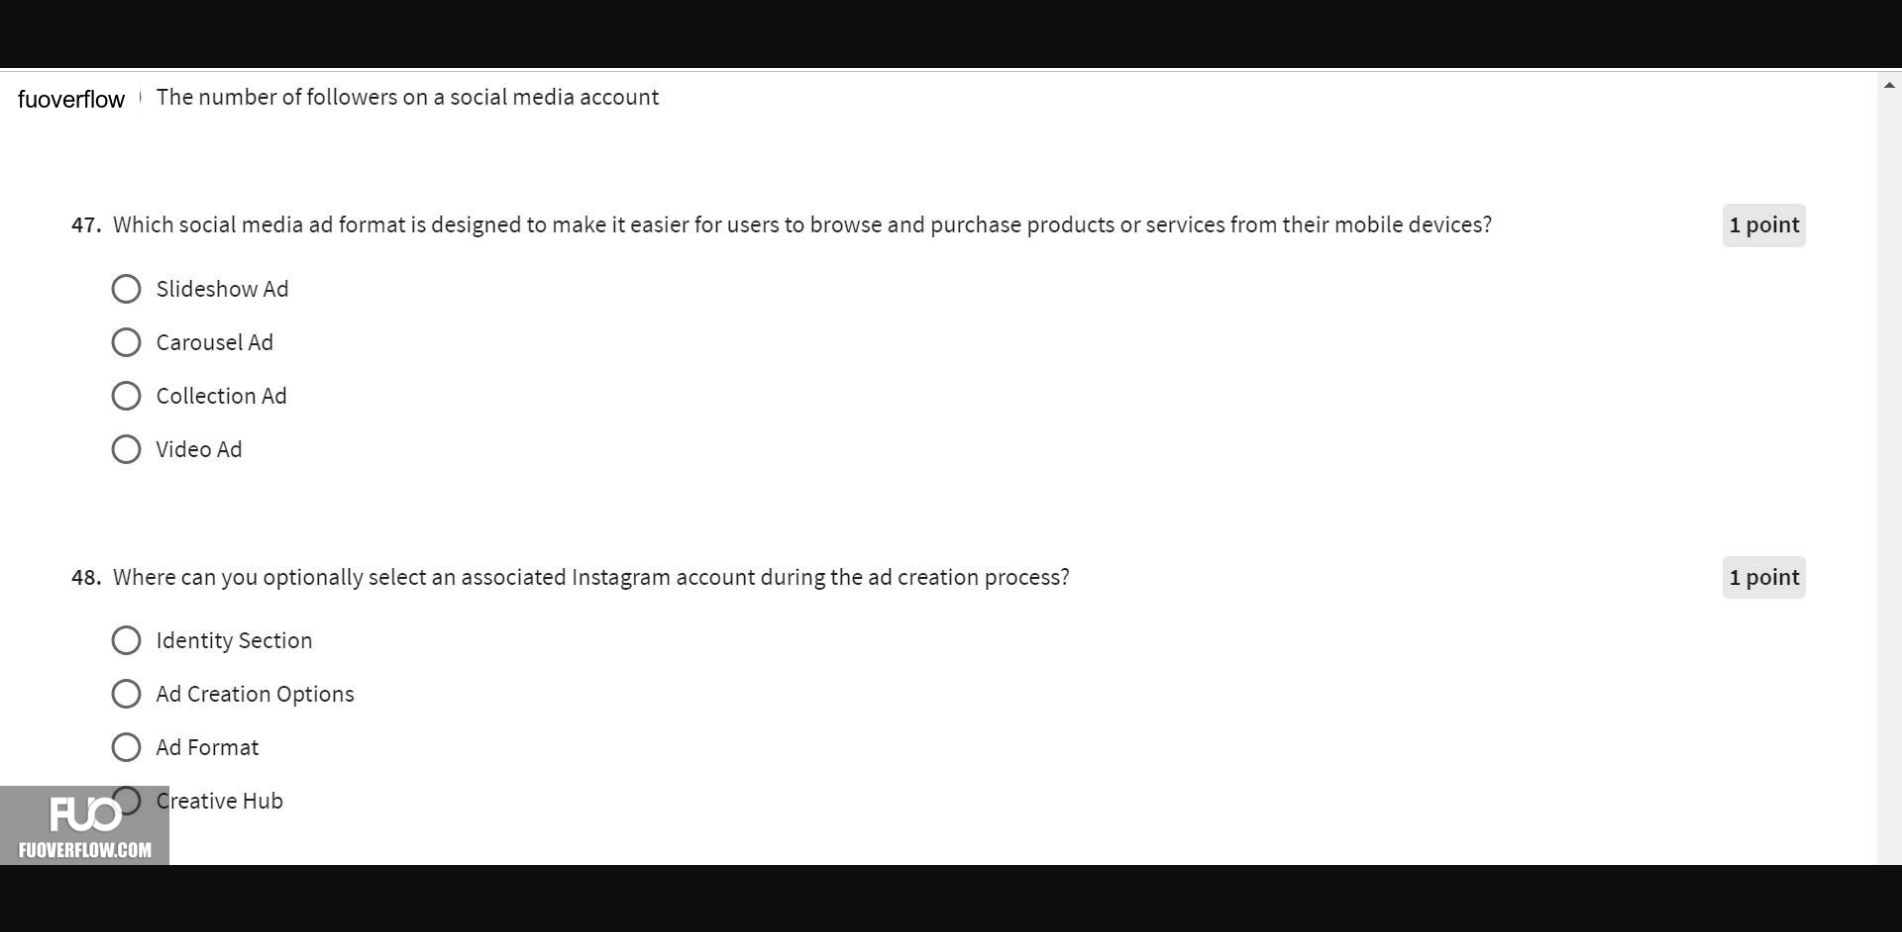 fuoverflow The number of followers on a social media account
47. Which social media ad format is designed to make it easier for users to browse and purchase products or services from their mobile devices? 1 point
Slideshow Ad
Carousel Ad
Collection Ad
Video Ad
48. Where can you optionally select an associated Instagram account during the ad creation process? 1 point
Identity Section
Ad Creation Options
Ad Format
Creative Hub
FUO
FUOVERFLOW.COM